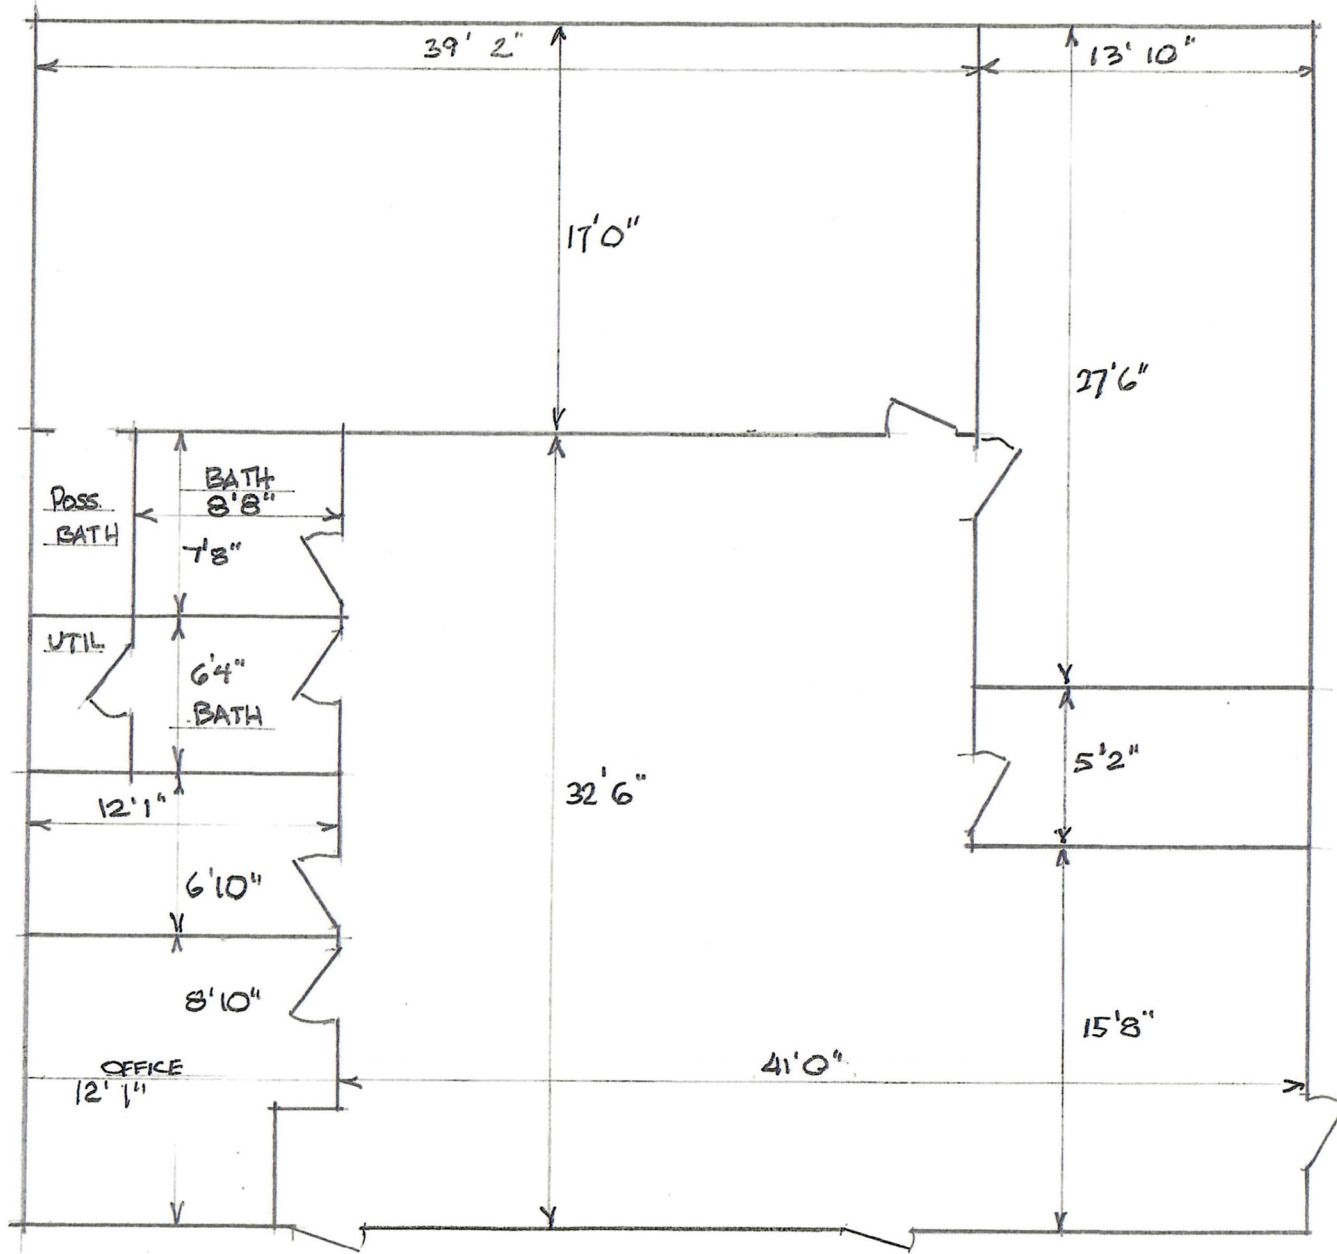 39' 2"
13' 10"
17'0"
27'6"
BATH
8'8"
POSS.
BATH
7'8"
UTIL
6'4"
BATH
5'2"
32'6"
12'1"
6'10"
8'10"
15'8"
41'0"
OFFICE
12' 1"